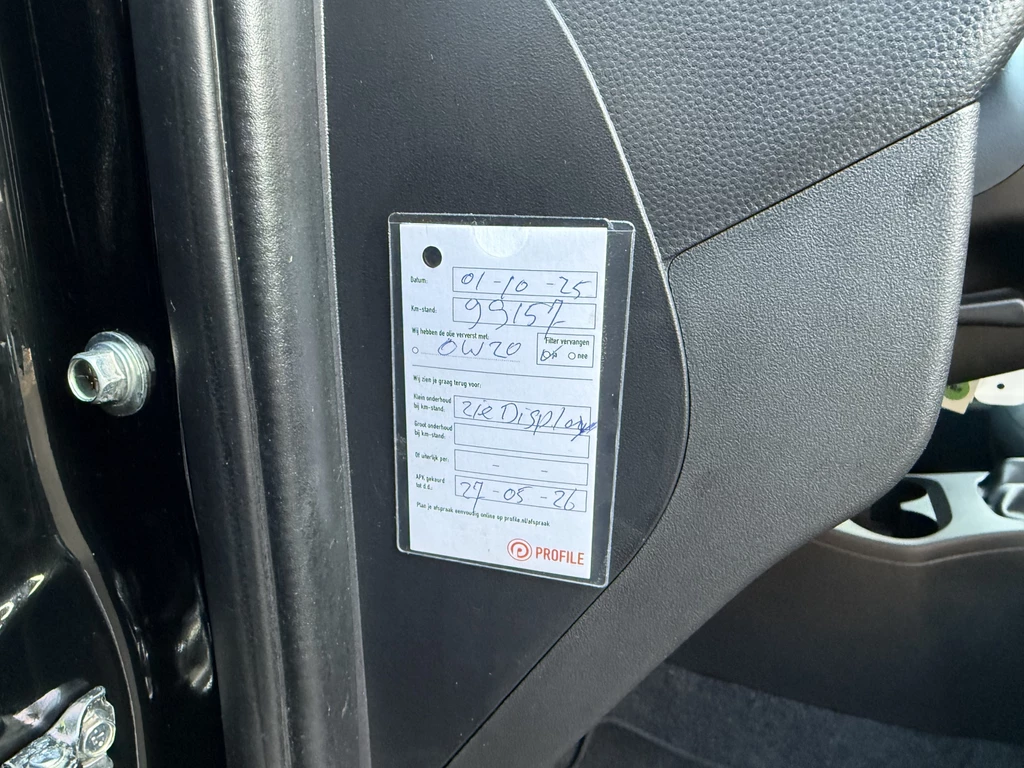 Datum: 01-10-25
Km-stand: 99157
Wij hebben de olie ververst met: Filter vervangen
0W20 ja nee
Wij zien je graag terug voor:
Klein onderhoud bij km-stand: zie Display
Groot onderhoud bij km-stand:
Of uiterlijk per: - -
APK gekeurd tot d.d.: 27-05-26
Plan je afspraak eenvoudig online op profile.nl/afspraak
PROFILE